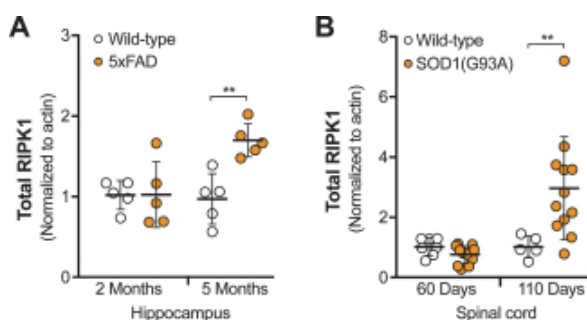 A
Total RIPK1
(Normalized to actin)
3
2
1
0
Wild-type
5xFAD
**
2 Months
5 Months
Hippocampus
B
Total RIPK1
(Normalized to actin)
8
6
4
2
0
Wild-type
SOD1(G93A)
**
60 Days
110 Days
Spinal cord